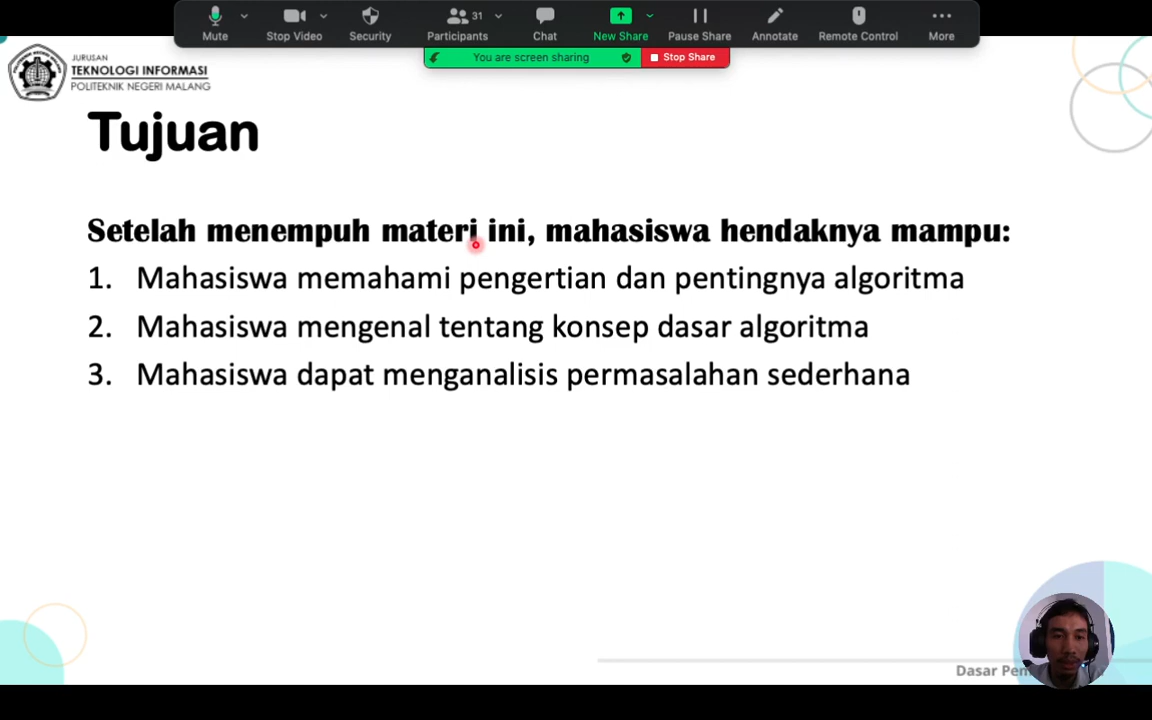 Mute
Stop Video
Security
Participants
31
Chat
New Share
Pause Share
Annotate
Remote Control
More
You are screen sharing
Stop Share
JURUSAN
TEKNOLOGI INFORMASI
POLITEKNIK NEGERI MALANG
Tujuan
Setelah menempuh materi ini, mahasiswa hendaknya mampu:
1. Mahasiswa memahami pengertian dan pentingnya algoritma
2. Mahasiswa mengenal tentang konsep dasar algoritma
3. Mahasiswa dapat menganalisis permasalahan sederhana
Dasar